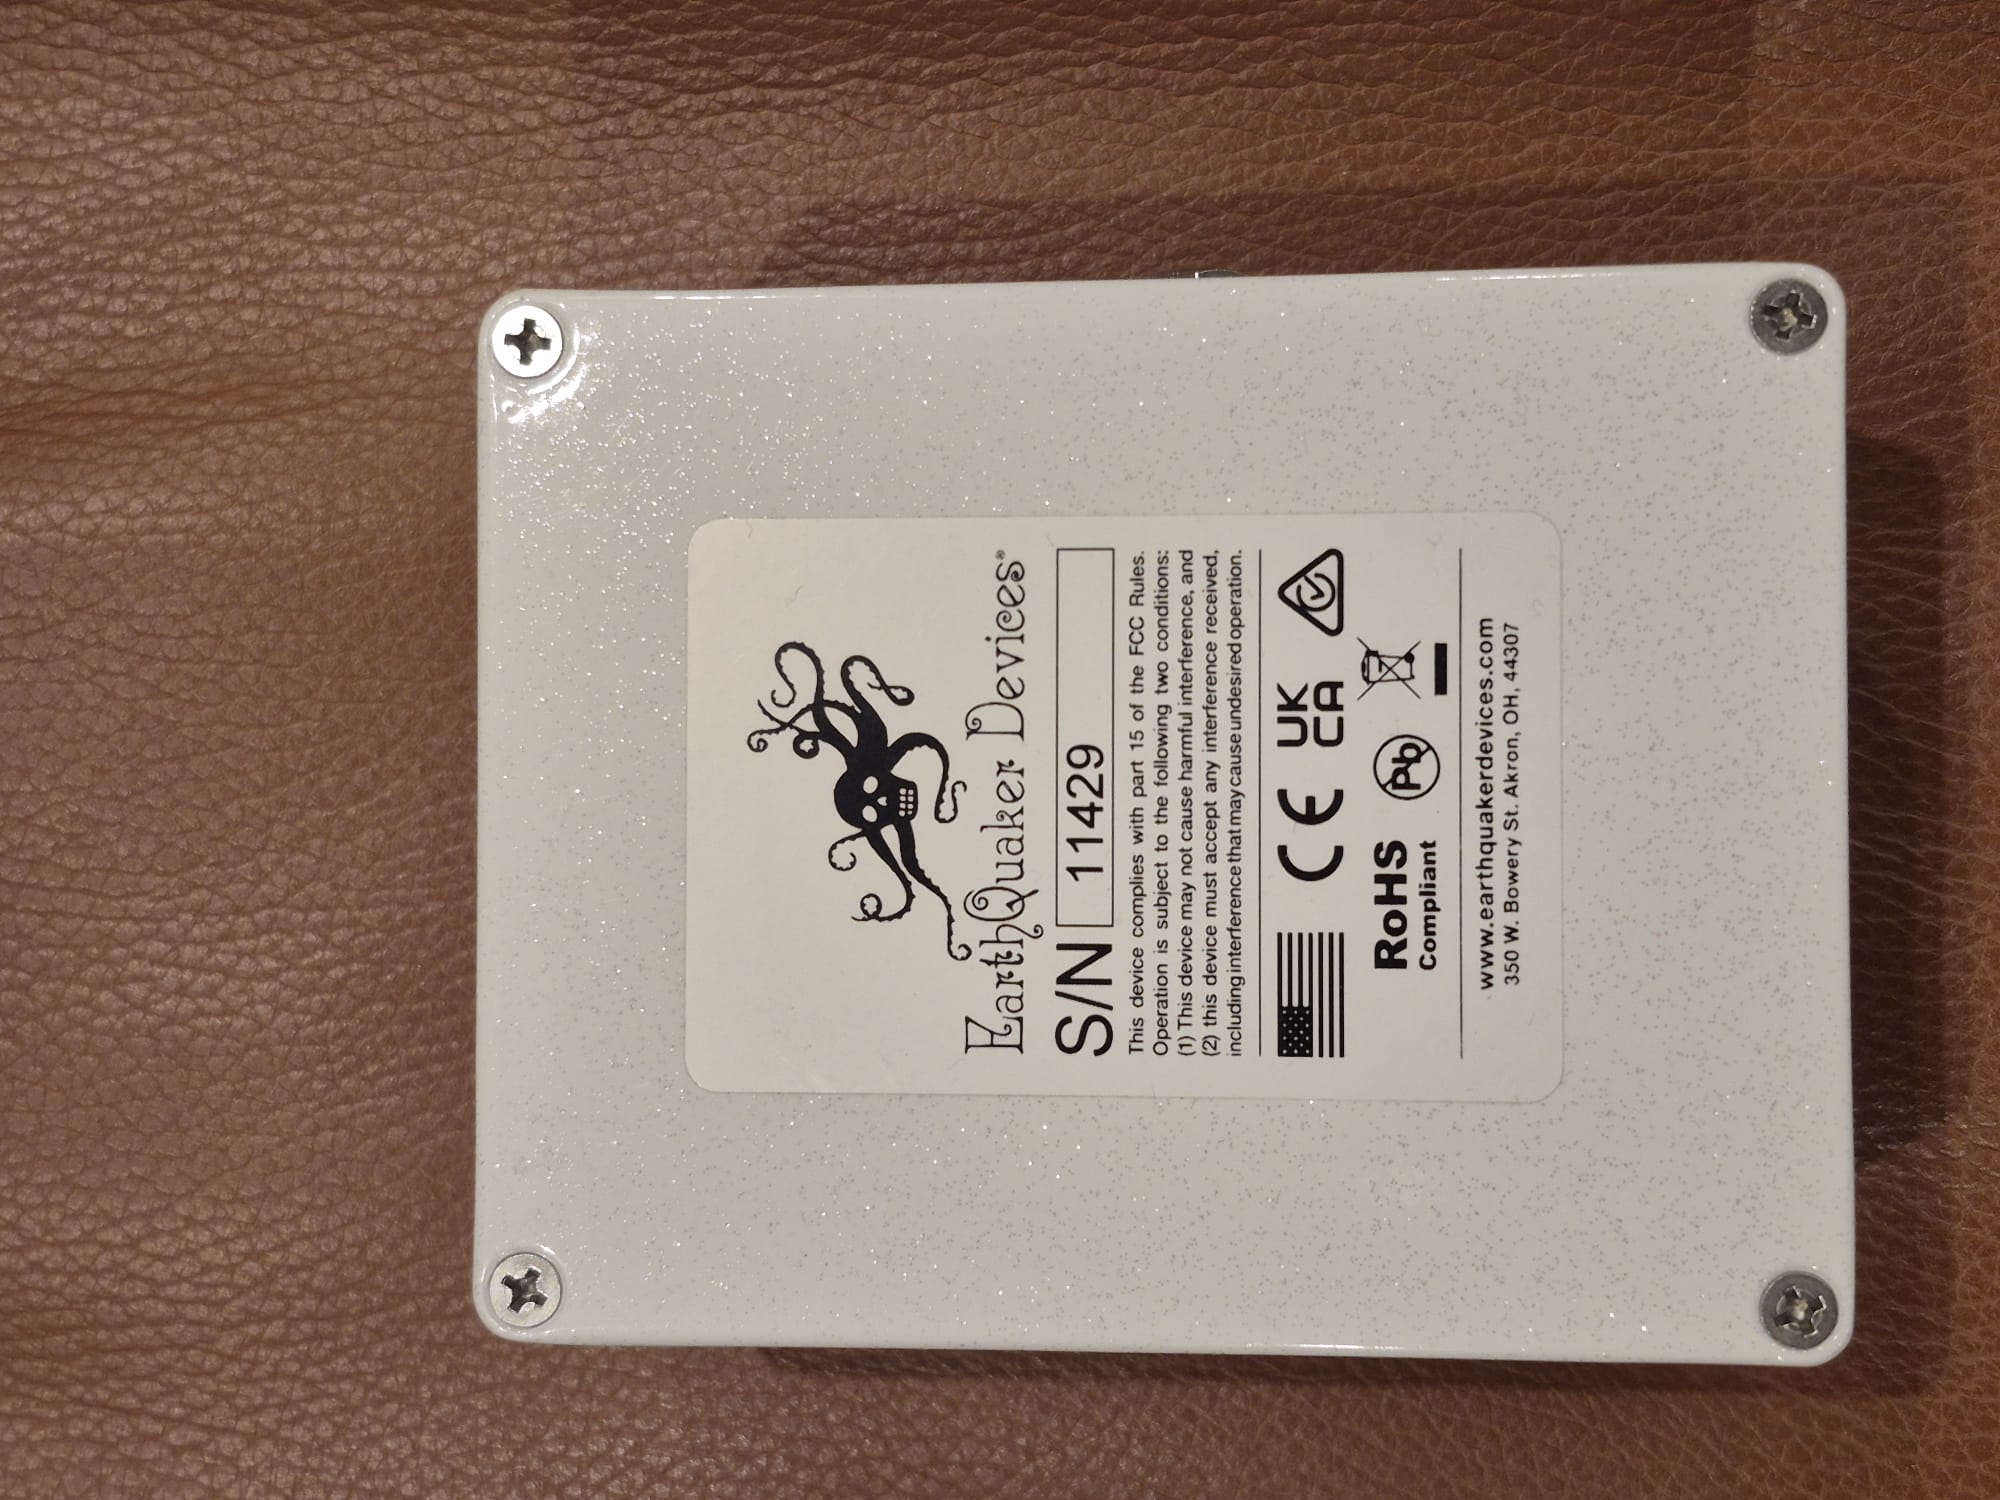 EarthQuaker Devices®
S/N 11429
This device complies with part 15 of the FCC Rules.
Operation is subject to the following two conditions:
(1) This device may not cause harmful interference, and
(2) this device must accept any interference received,
including interference that may cause undesired operation.
CE UK
CA
RoHS Pb
Compliant
www.earthquakerdevices.com
350 W. Bowery St. Akron, OH, 44307